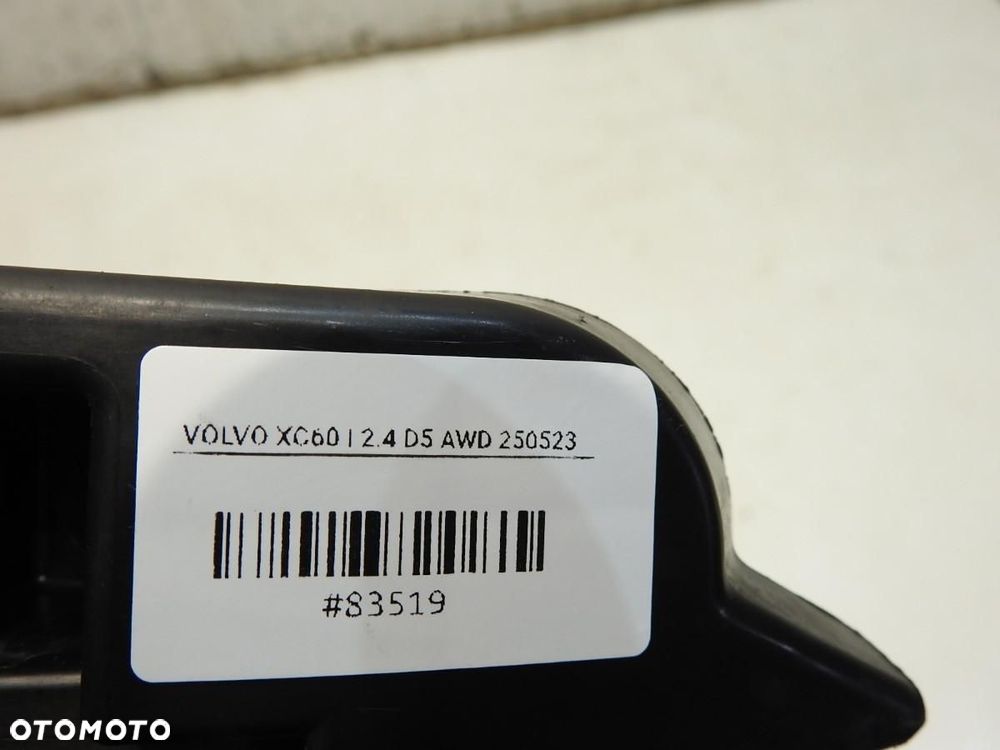 VOLVO XC60 I 2.4 D5 AWD 250523
#83519
OTOMOTO